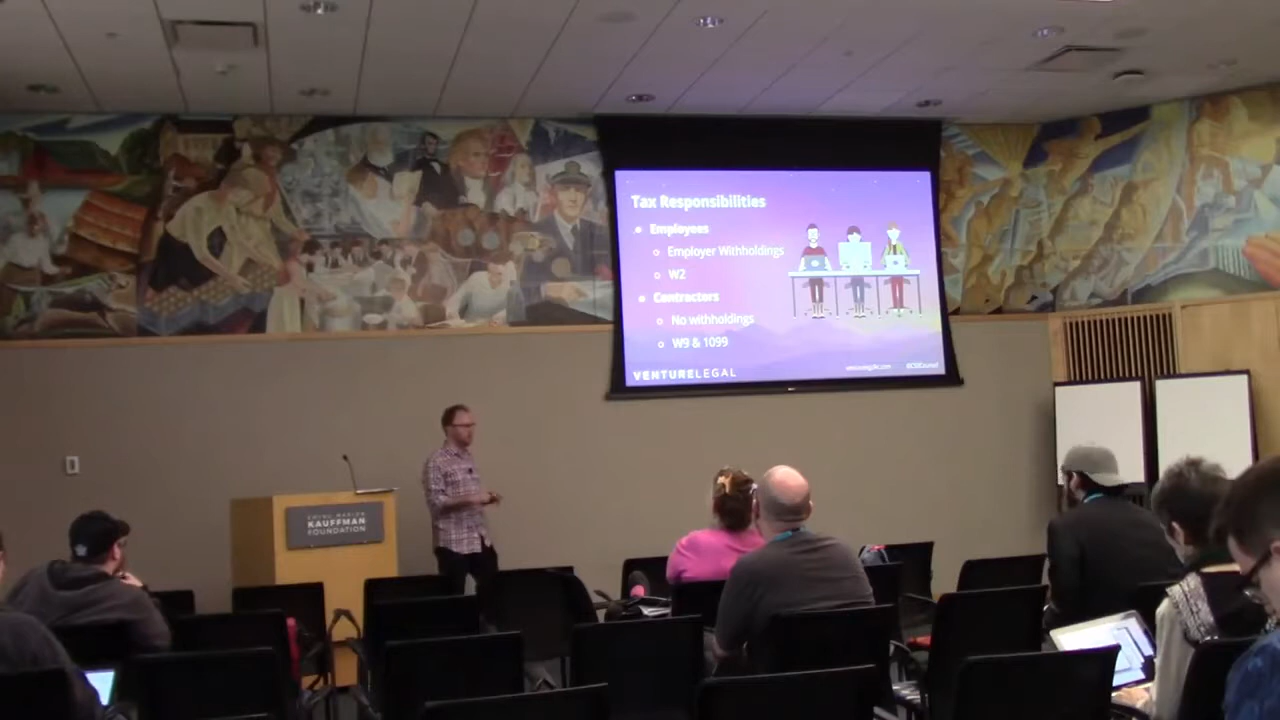 Tax Responsibilities
Employees
Employer Withholdings
W2
Contractors
No withholdings
W9 & 1099
VENTURELEGAL
KAUFFMAN
FOUNDATION